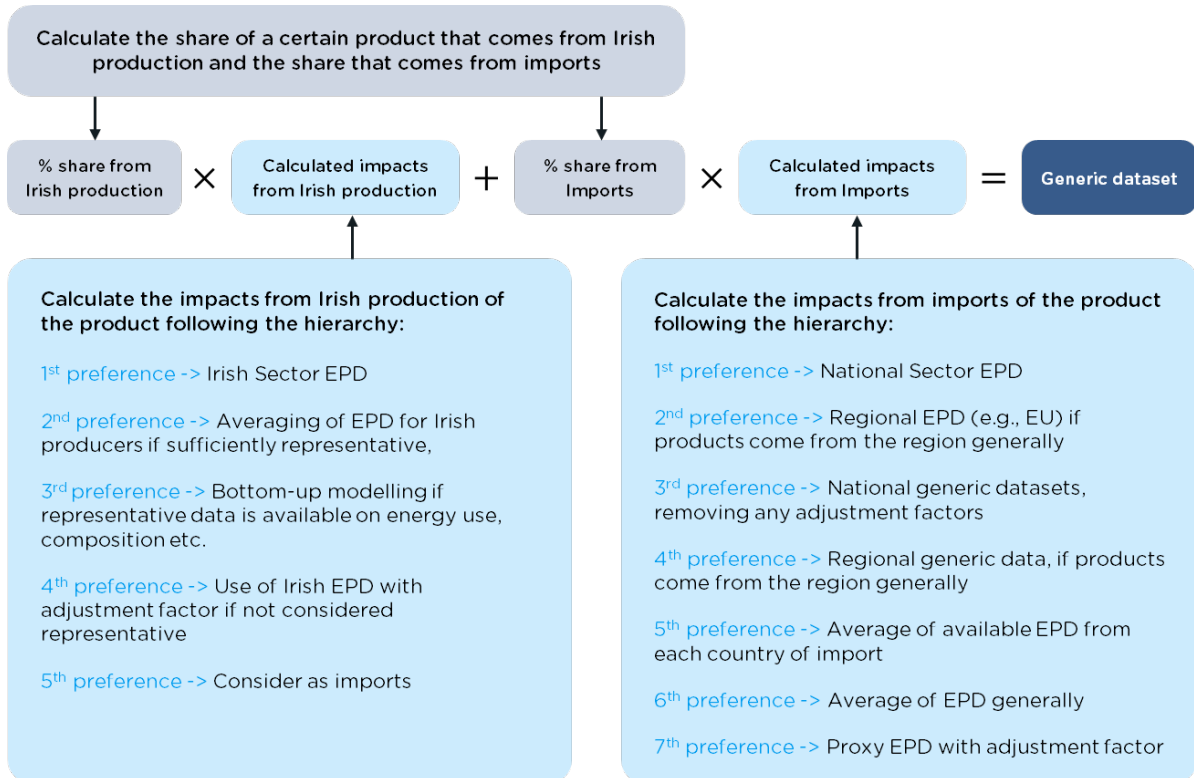 Calculate the share of a certain product that comes from Irish
production and the share that comes from imports
% share from
Irish production
×
Calculated impacts
from Irish production
+
% share from
Imports
×
Calculated impacts
from Imports
=
Generic dataset
Calculate the impacts from Irish production of
the product following the hierarchy:
1st preference -> Irish Sector EPD
2nd preference -> Averaging of EPD for Irish
producers if sufficiently representative,
3rd preference -> Bottom-up modelling if
representative data is available on energy use,
composition etc.
4th preference -> Use of Irish EPD with
adjustment factor if not considered
representative
5th preference -> Consider as imports
Calculate the impacts from imports of the product
following the hierarchy:
1st preference -> National Sector EPD
2nd preference -> Regional EPD (e.g., EU) if
products come from the region generally
3rd preference -> National generic datasets,
removing any adjustment factors
4th preference -> Regional generic data, if products
come from the region generally
5th preference -> Average of available EPD from
each country of import
6th preference -> Average of EPD generally
7th preference -> Proxy EPD with adjustment factor